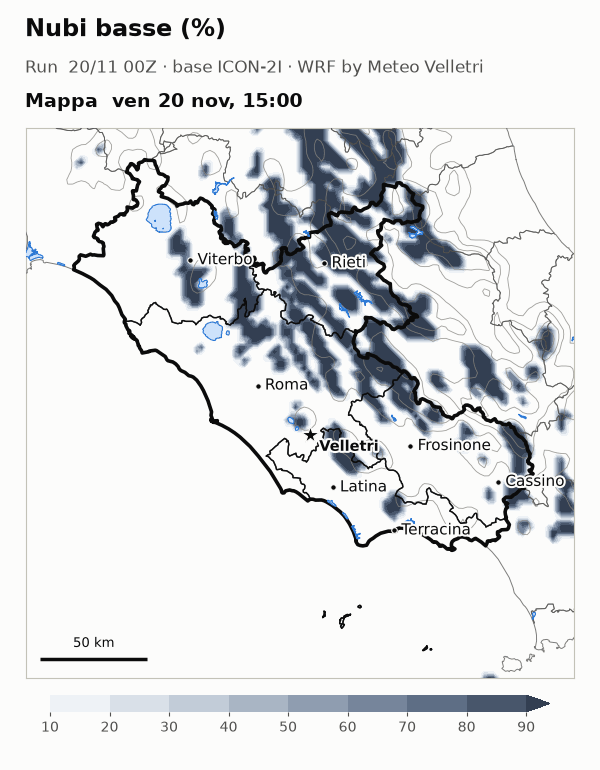 Nubi basse (%)
Run  20/11 00Z · base ICON-2I · WRF by Meteo Velletri
Mappa  ven 20 nov, 15:00
Viterbo
Rieti
Roma
Velletri
Frosinone
Latina
Cassino
Terracina
50 km
10 20 30 40 50 60 70 80 90